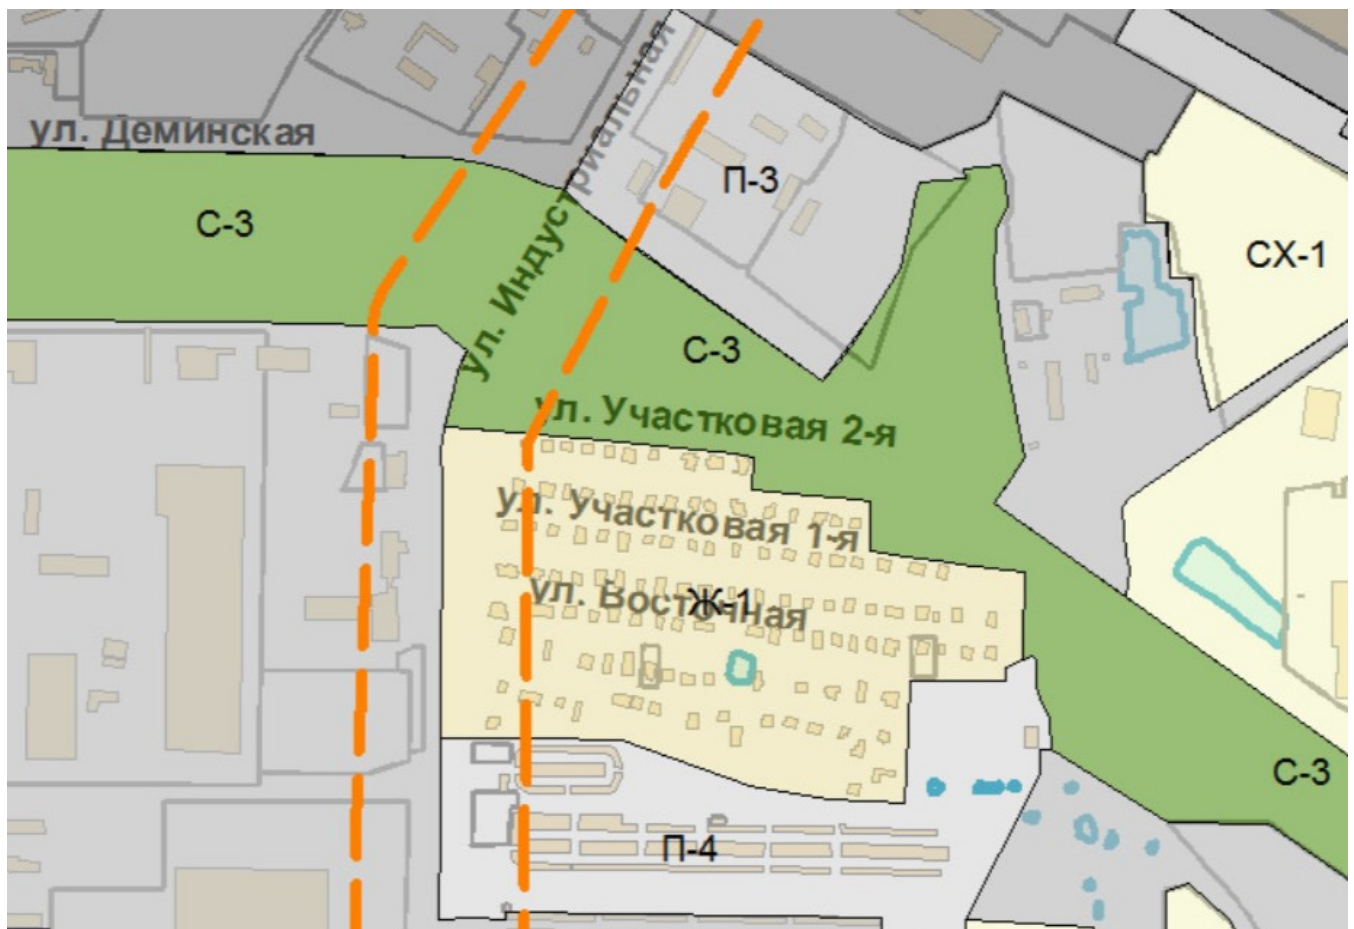 ул. Деминская
ул. Индустриальная
П-3
С-3
СХ-1
С-3
ул. Участковая 2-я
ул. Участковая 1-я
ул. Восточная
Ж-1
С-3
П-4